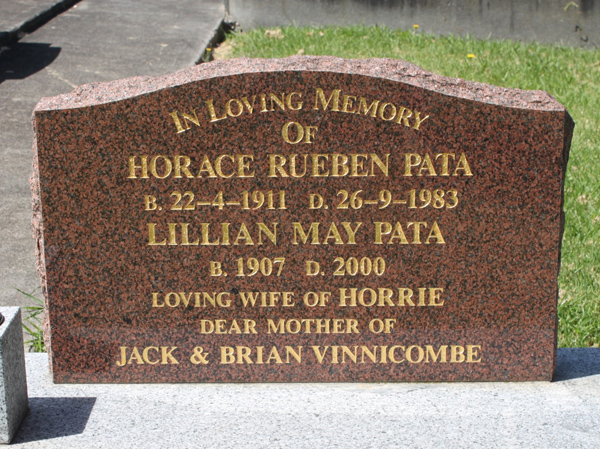 IN LOVING MEMORY
OF
HORACE RUEBEN PATA
B. 22-4-1911 D. 26-9-1983
LILLIAN MAY PATA
B. 1907 D. 2000
LOVING WIFE OF HORRIE
DEAR MOTHER OF
JACK & BRIAN VINNICOMBE